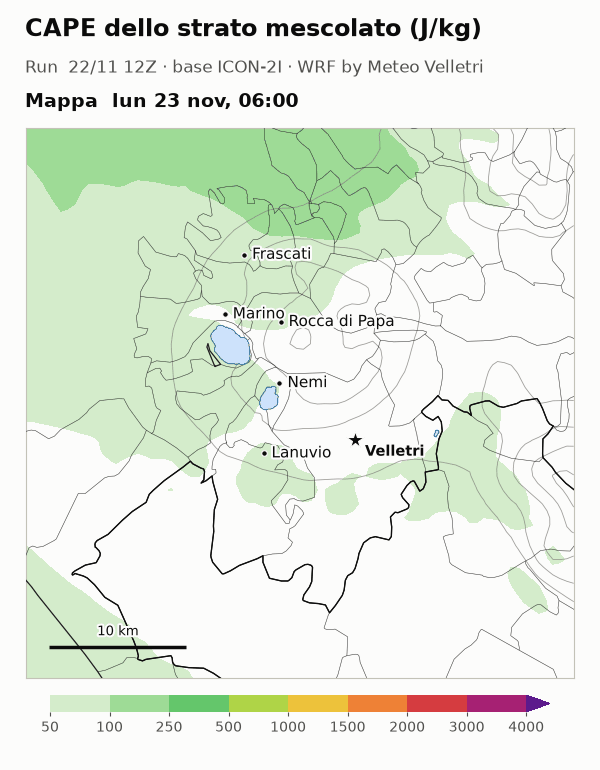 CAPE dello strato mescolato (J/kg)
Run  22/11 12Z · base ICON-2I · WRF by Meteo Velletri
Mappa  lun 23 nov, 06:00
Frascati
Marino
Rocca di Papa
Nemi
Velletri
Lanuvio
10 km
50 100 250 500 1000 1500 2000 3000 4000